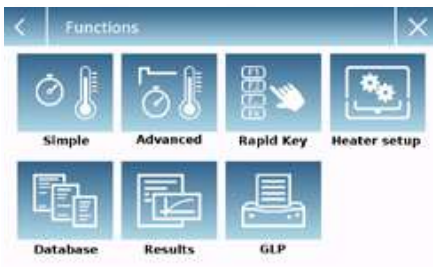 Functions
Simple Advanced Rapid Key Heater setup
Database Results GLP